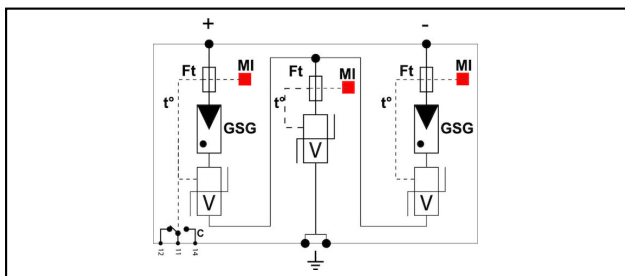 + -
Ft MI Ft MI Ft MI
t° t° t°
GSG GSG
V V V
C
12 11 14